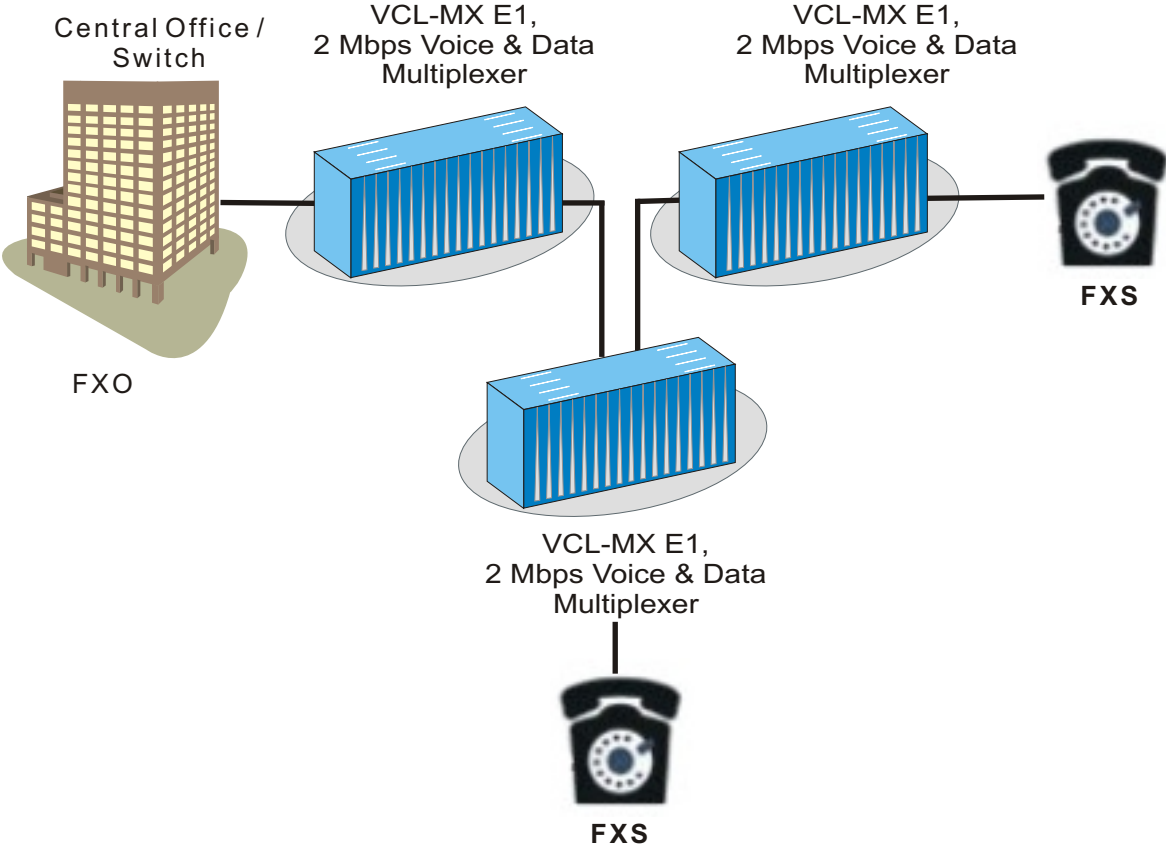 Central Office /
Switch
VCL-MX E1,
2 Mbps Voice & Data
Multiplexer
VCL-MX E1,
2 Mbps Voice & Data
Multiplexer
FXS
FXO
VCL-MX E1,
2 Mbps Voice & Data
Multiplexer
FXS